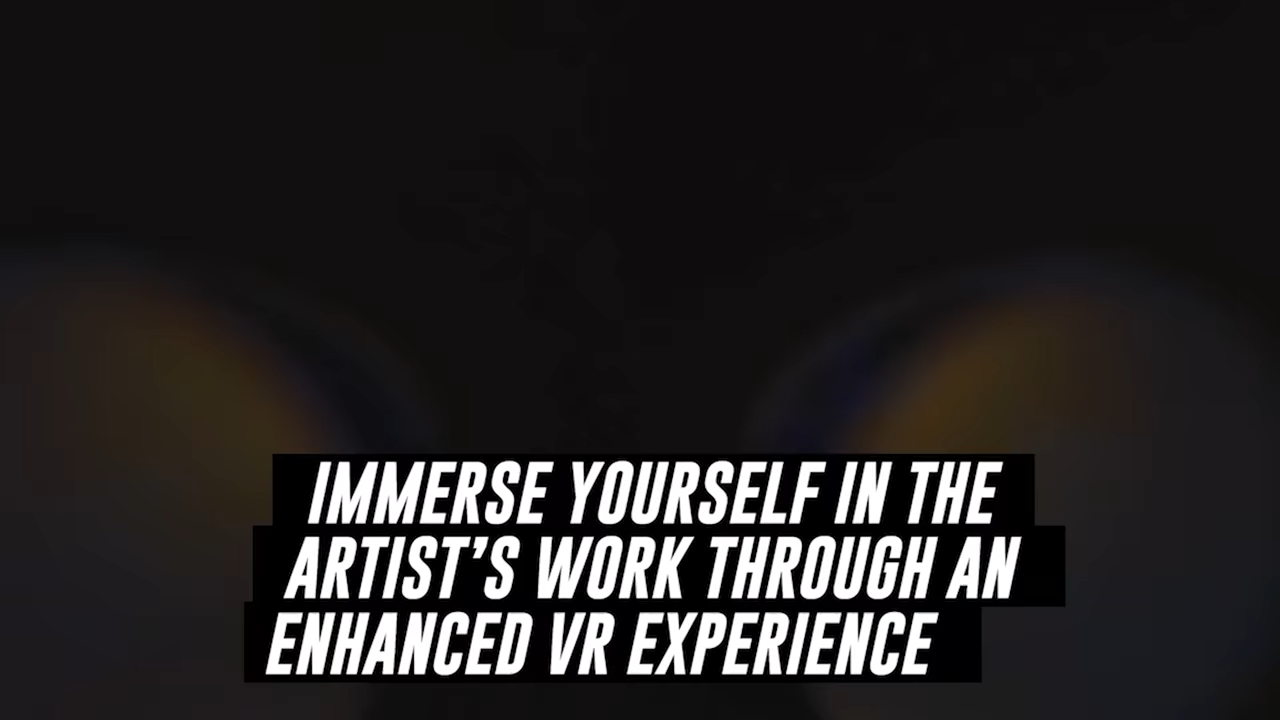 IMMERSE YOURSELF IN THE
ARTIST’S WORK THROUGH AN
ENHANCED VR EXPERIENCE